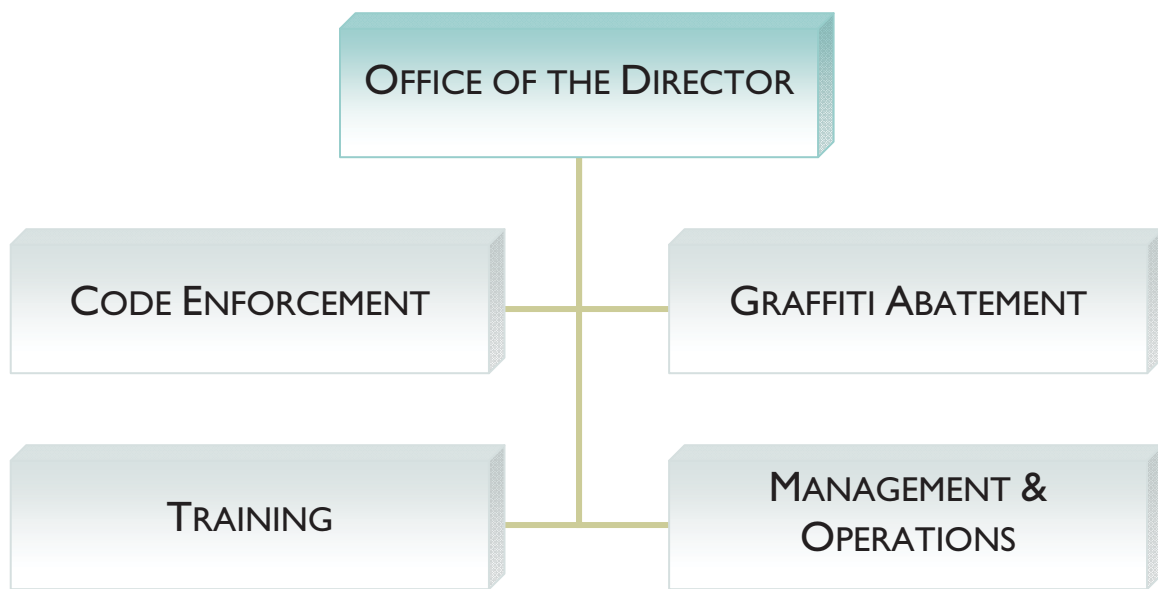 OFFICE OF THE DIRECTOR
CODE ENFORCEMENT
GRAFFITI ABATEMENT
TRAINING
MANAGEMENT &
OPERATIONS